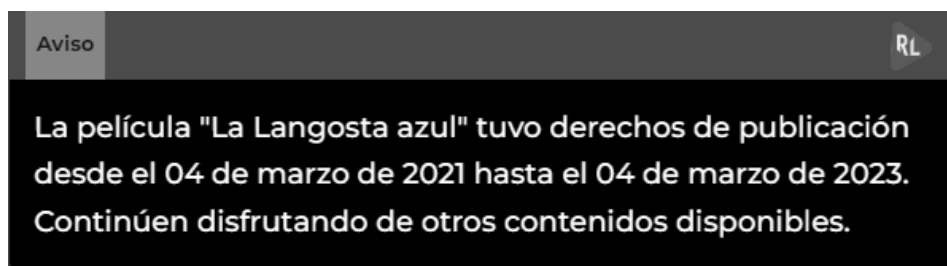 Aviso
RL
La película "La Langosta azul" tuvo derechos de publicación
desde el 04 de marzo de 2021 hasta el 04 de marzo de 2023.
Continúen disfrutando de otros contenidos disponibles.